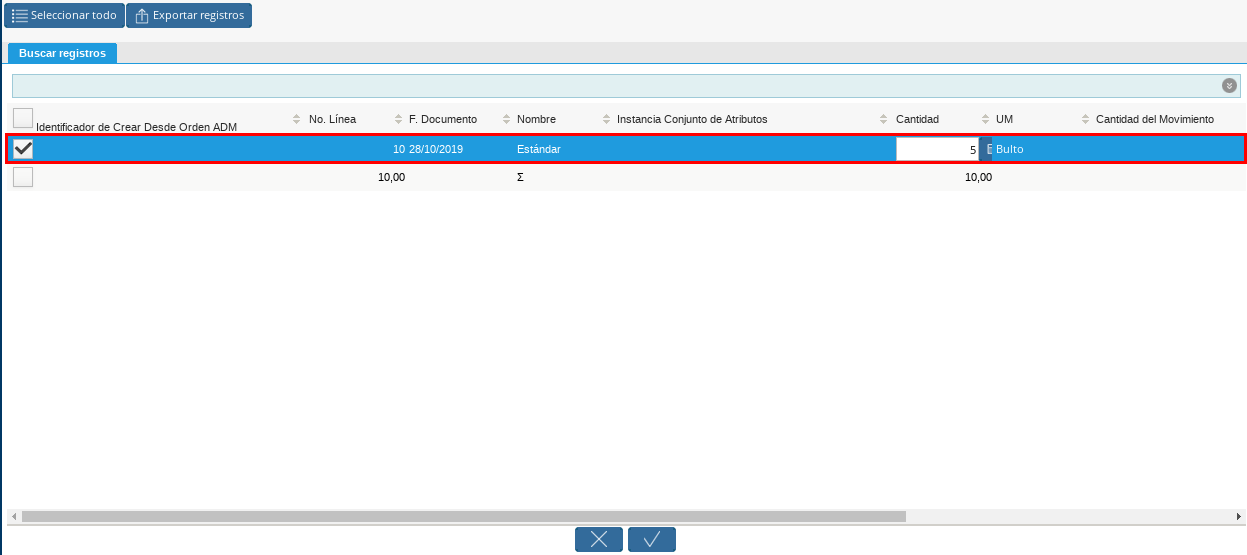 Seleccionar todo Exportar registros
Buscar registros
Identificador de Crear Desde Orden ADM No. Línea F. Documento Nombre Instancia Conjunto de Atributos Cantidad UM Cantidad del Movimiento
10 28/10/2019 Estándar 5 Bulto
10,00 Σ 10,00